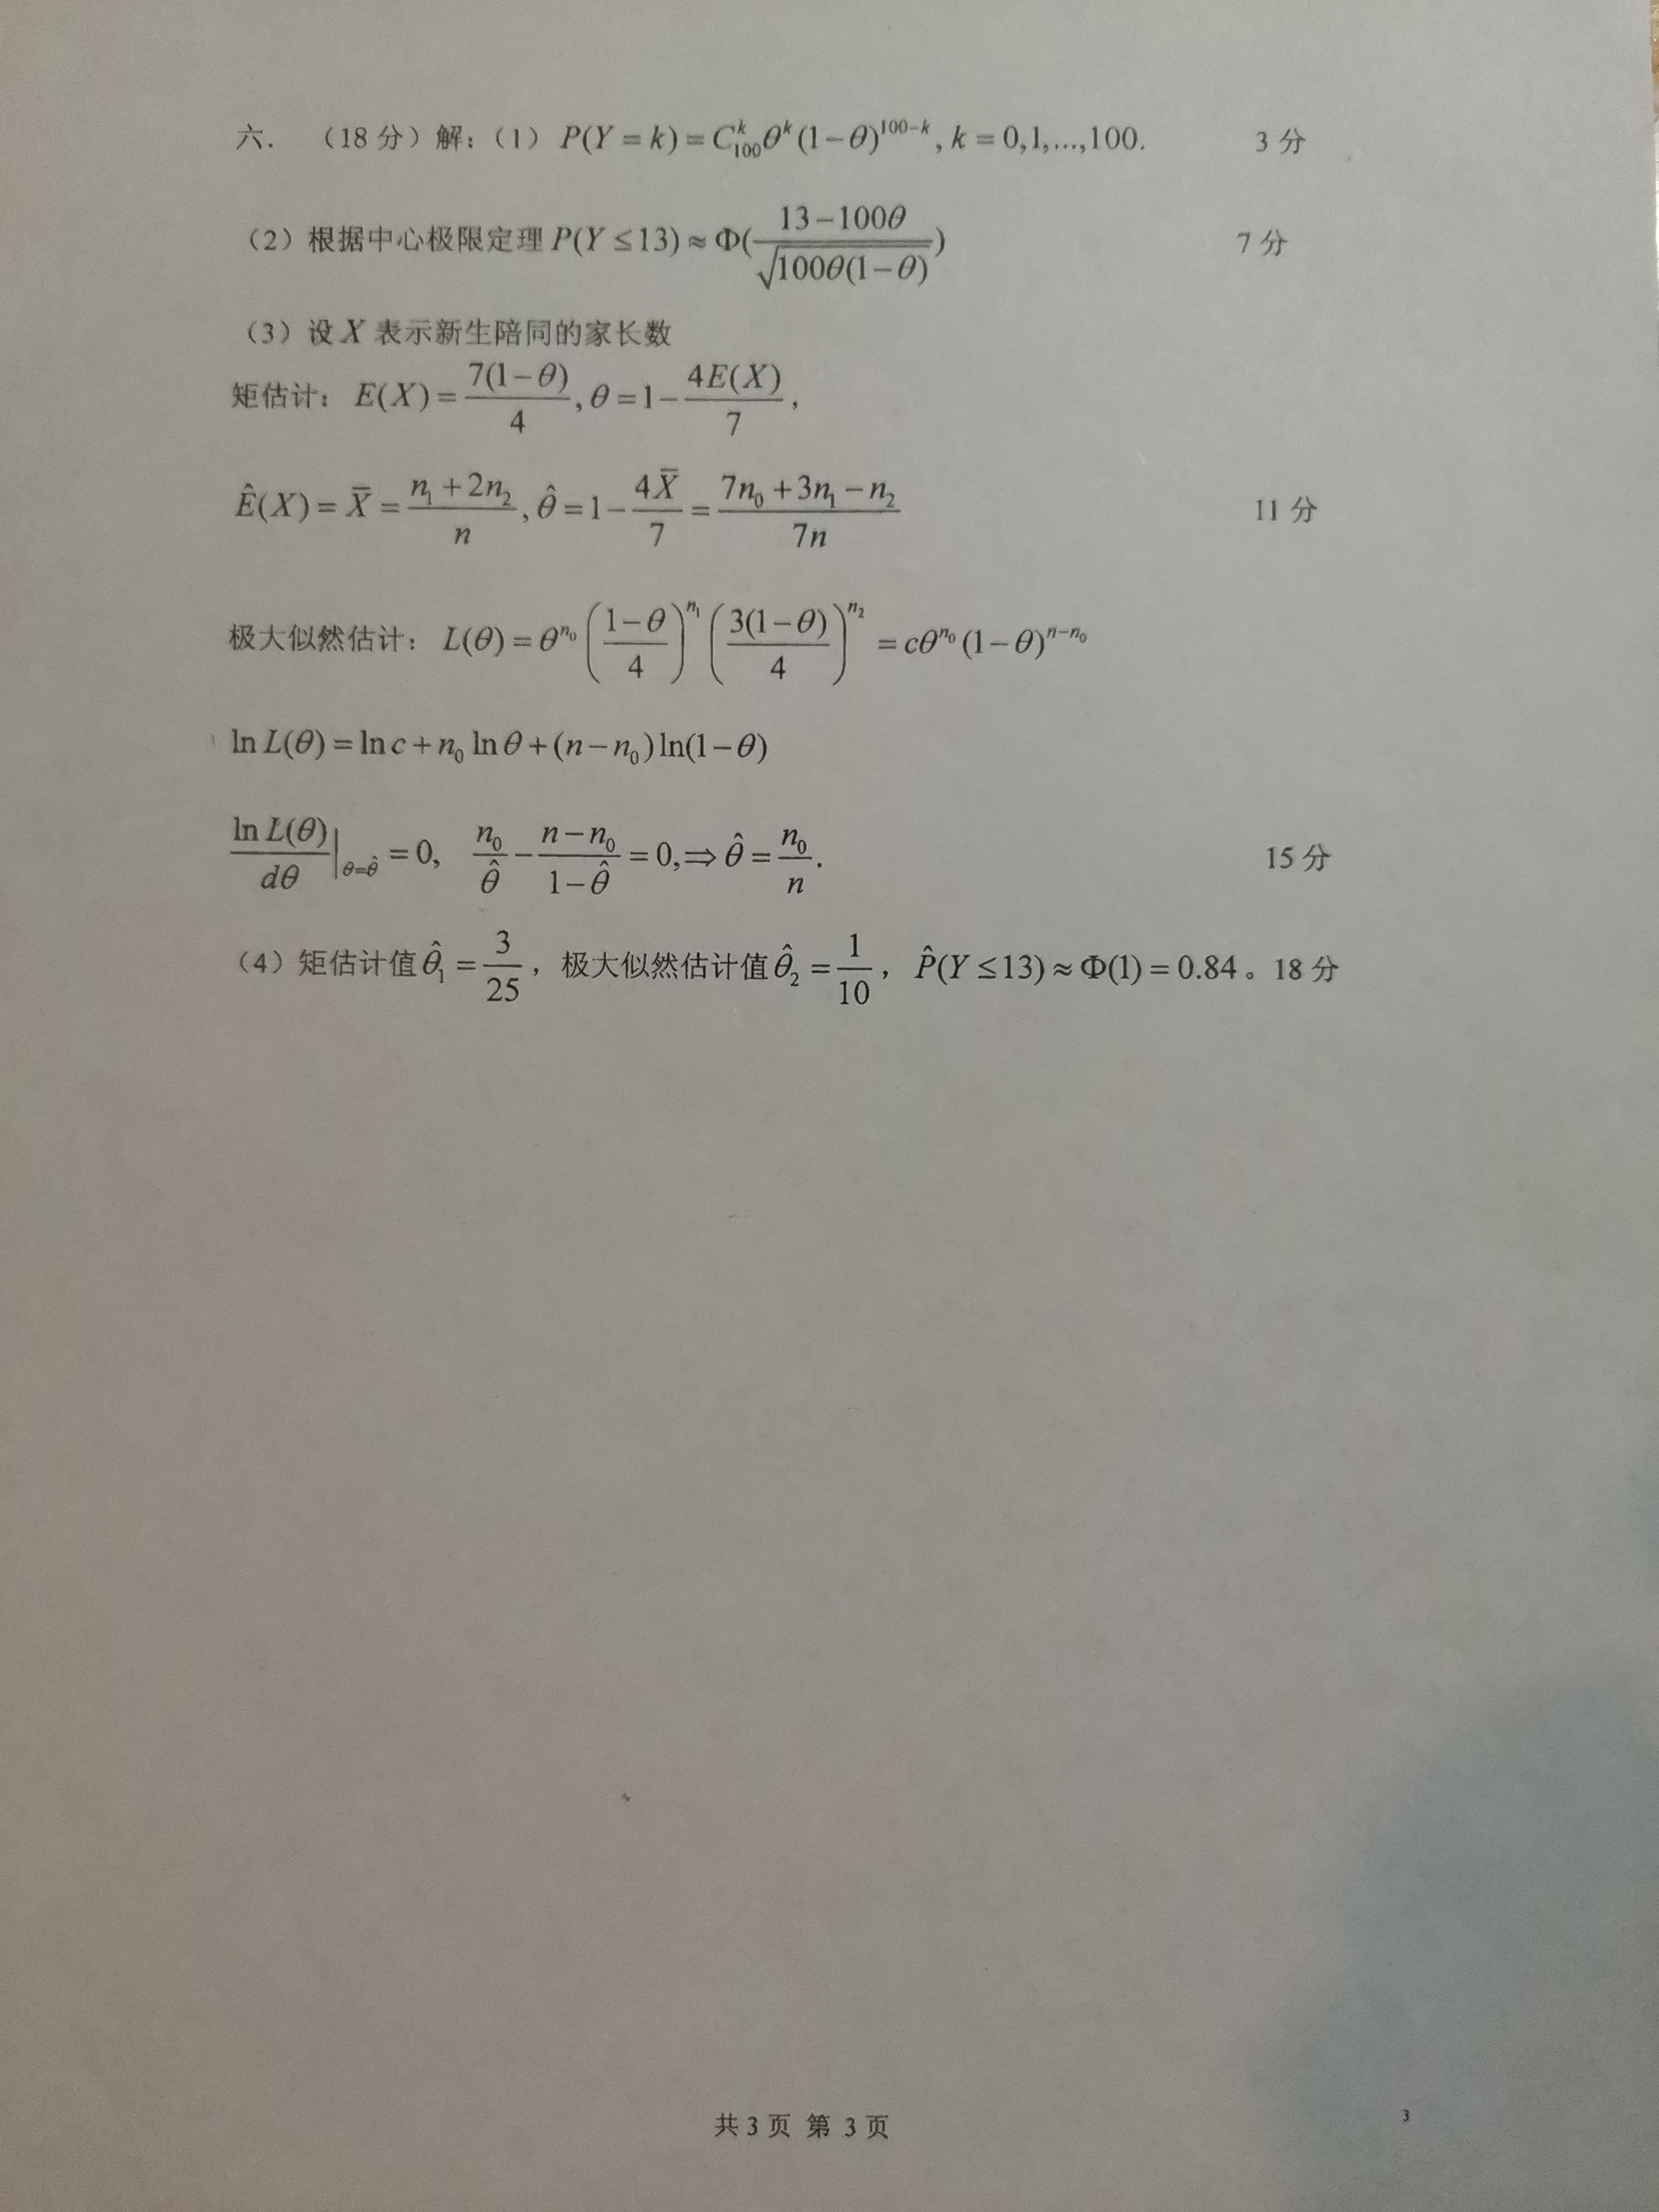 六. （18 分）解：（1）$P(Y=k)=C_{100}^{k}\theta^{k}(1-\theta)^{100-k}, k=0,1,...,100.$ 3 分
（2）根据中心极限定理 $P(Y\leq 13)\approx\Phi(\frac{13-100\theta}{\sqrt{100\theta(1-\theta)}})$ 7 分
（3）设 $X$ 表示新生陪同的家长数
矩估计： $E(X)=\frac{7(1-\theta)}{4}, \theta=1-\frac{4E(X)}{7}$，
$\hat{E}(X)=\overline{X}=\frac{n_1+2n_2}{n}, \hat{\theta}=1-\frac{4\overline{X}}{7}=\frac{7n_0+3n_1-n_2}{7n}$ 11 分
极大似然估计： $L(\theta)=\theta^{n_0}\left(\frac{1-\theta}{4}\right)^{n_1}\left(\frac{3(1-\theta)}{4}\right)^{n_2}=c\theta^{n_0}(1-\theta)^{n-n_0}$
$\ln L(\theta)=\ln c+n_0\ln\theta+(n-n_0)\ln(1-\theta)$
$\frac{\ln L(\theta)}{d\theta}\Big|_{\theta=\hat{\theta}}=0, \frac{n_0}{\hat{\theta}}-\frac{n-n_0}{1-\hat{\theta}}=0,\Rightarrow\hat{\theta}=\frac{n_0}{n}.$ 15 分
（4）矩估计值 $\hat{\theta}_1=\frac{3}{25}$，极大似然估计值 $\hat{\theta}_2=\frac{1}{10}$， $\hat{P}(Y\leq 13)\approx\Phi(1)=0.84$。18 分
共 3 页 第 3 页
3